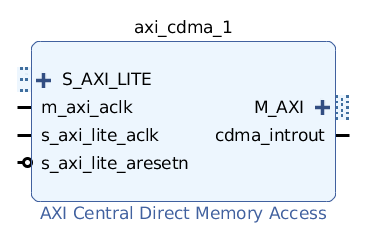 axi_cdma_1
S_AXI_LITE
m_axi_aclk
M_AXI
s_axi_lite_aclk
cdma_introut
s_axi_lite_aresetn
AXI Central Direct Memory Access